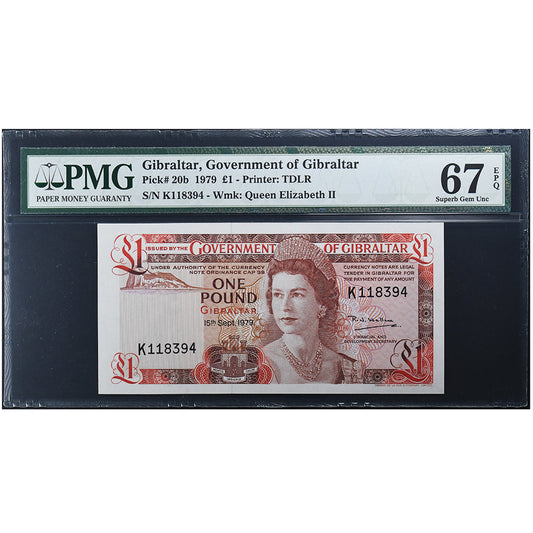 PMG
PAPER MONEY GUARANTY
Gibraltar, Government of Gibraltar
Pick# 20b 1979 £1 - Printer: TDLR
S/N K118394 - Wmk: Queen Elizabeth II
67
EPQ
Superb Gem Unc
£1
ISSUED BY THE GOVERNMENT OF GIBRALTAR
£1
UNDER AUTHORITY OF THE CURRENCY
NOTE ORDINANCE CAP 39
CURRENCY NOTES ARE LEGAL
TENDER IN GIBRALTAR FOR
THE PAYMENT OF ANY AMOUNT
ONE
POUND
GIBRALTAR
15th Sept. 1979
K118394
K118394
FINANCIAL AND
DEVELOPMENT SECRETARY
£1
£1